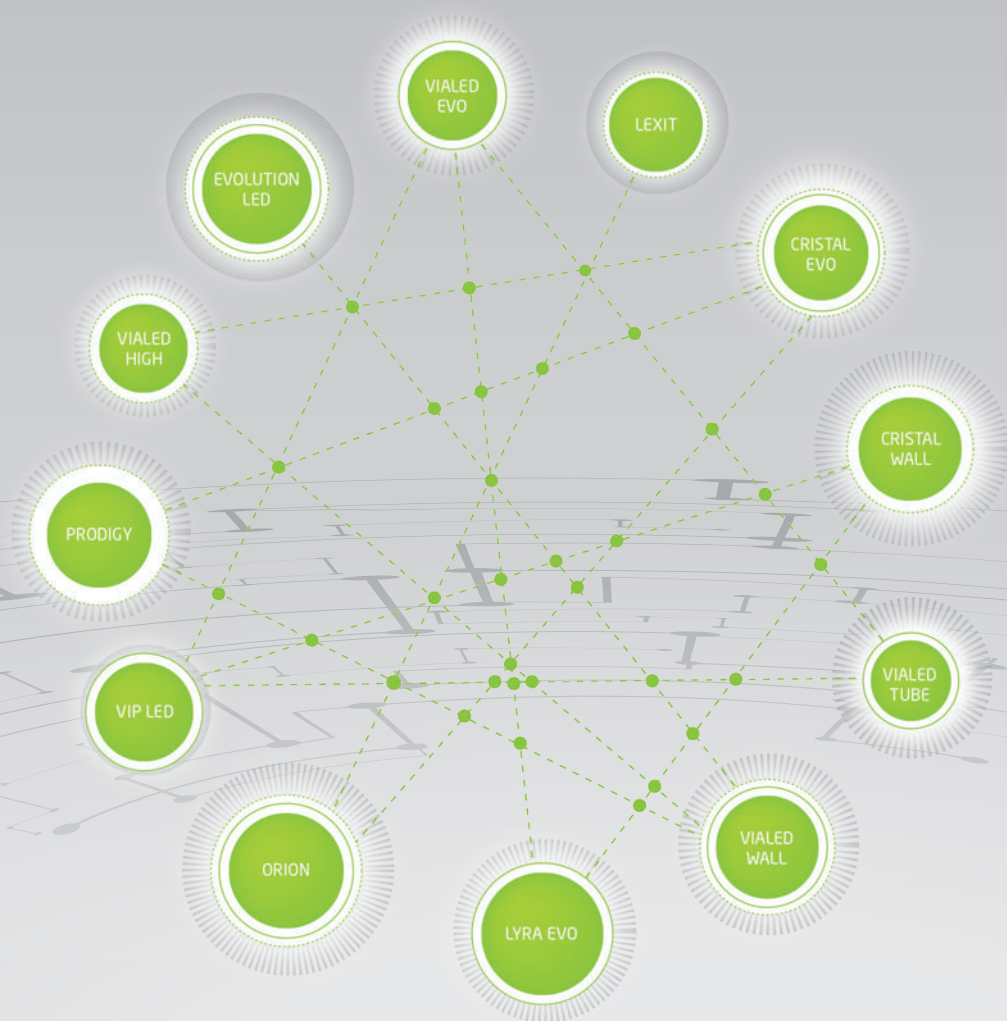 VIALED
EVO
LEXIT
EVOLUTION
LED
CRISTAL
EVO
VIALED
HIGH
CRISTAL
WALL
PRODIGY
VIALED
TUBE
VIP LED
VIALED
WALL
ORION
LYRA EVO